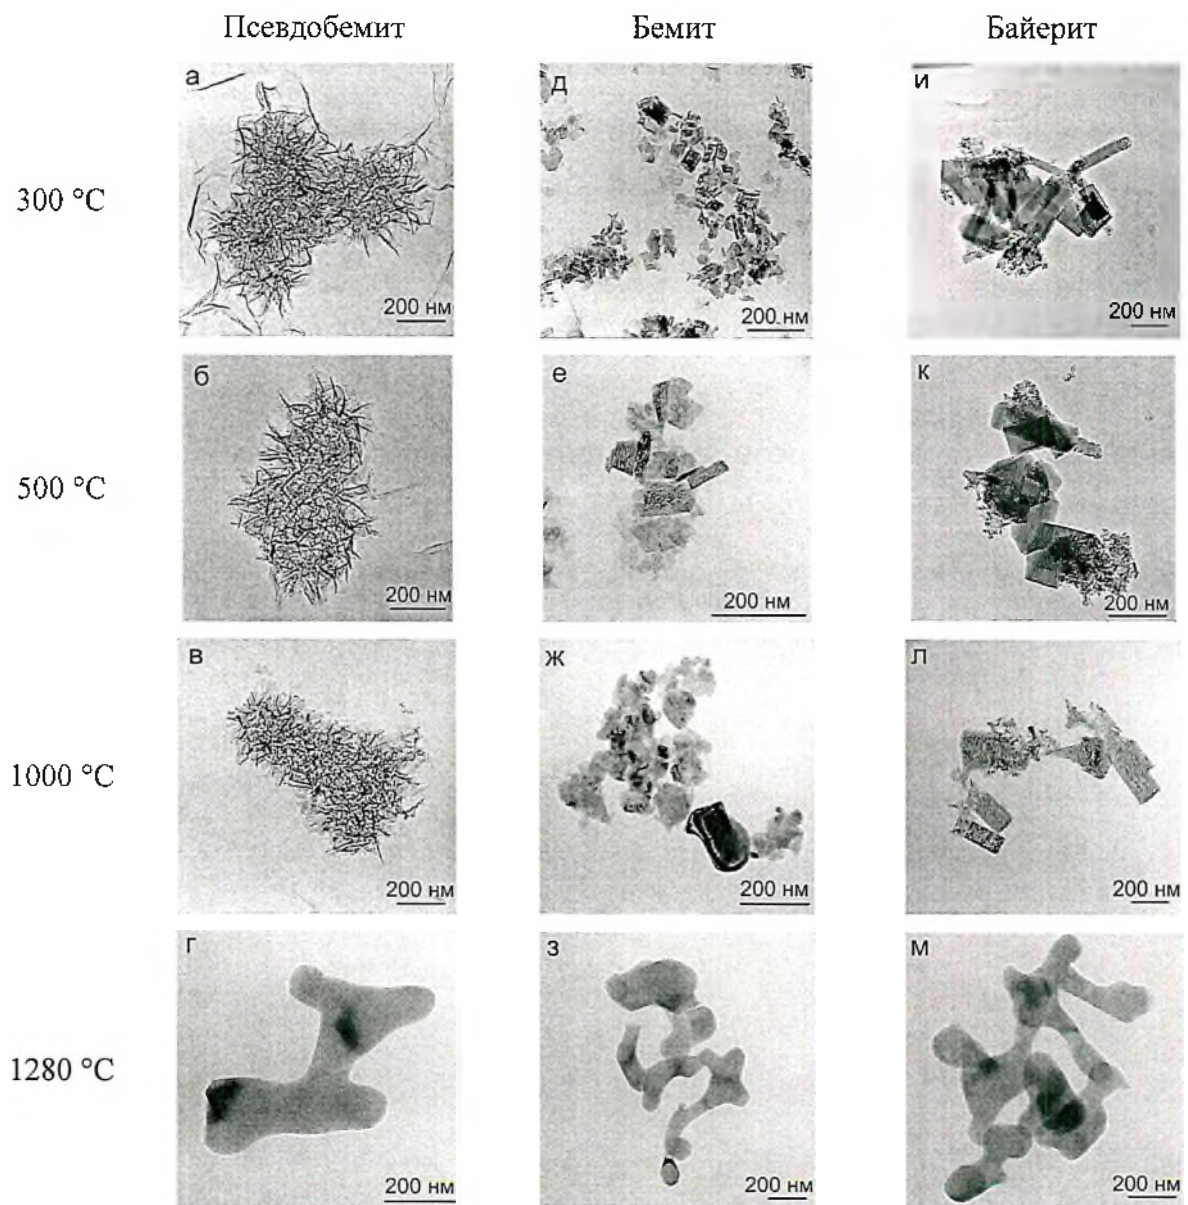 Псевдобемит Бемит Байерит
а д и
300 °C
200 нм 200 нм 200 нм
б е к
500 °C
200 нм 200 нм 200 нм
в ж л
1000 °C
200 нм 200 нм 200 нм
г з м
1280 °C
200 нм 200 нм 200 нм